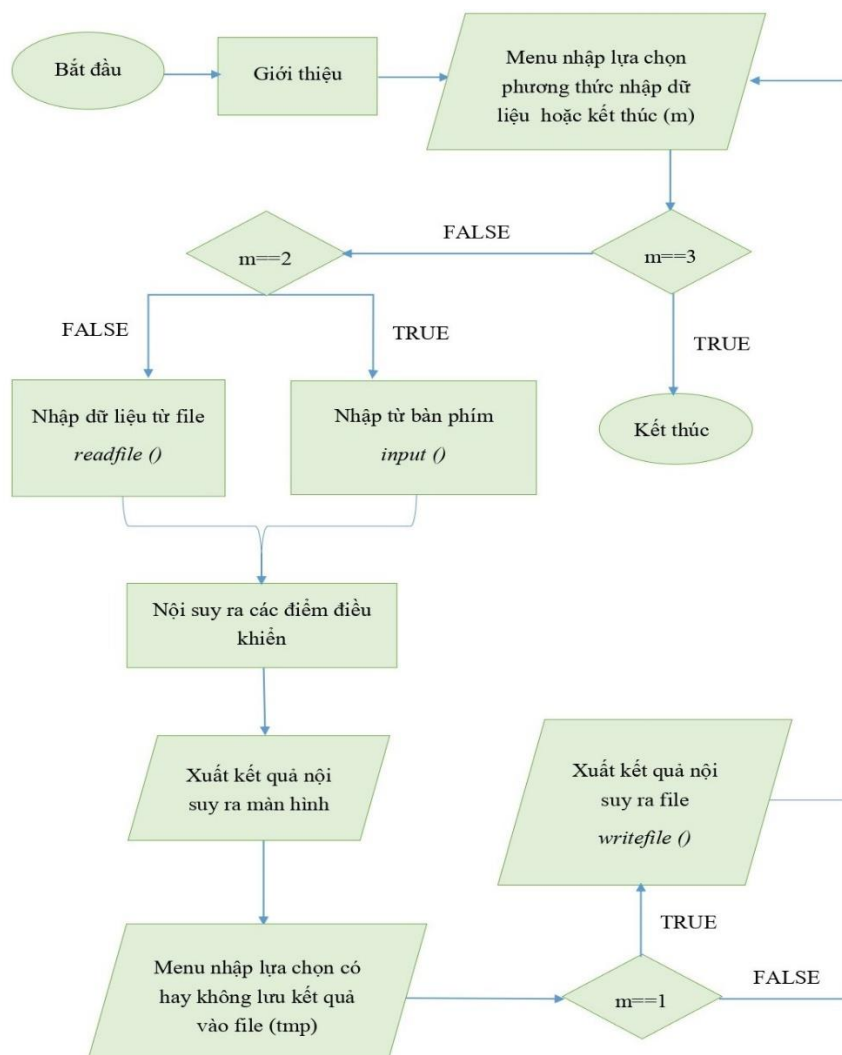 Bắt đầu
Giới thiệu
Menu nhập lựa chọn
phương thức nhập dữ
liệu hoặc kết thúc (m)
FALSE
m==2
m==3
FALSE
TRUE
TRUE
Nhập dữ liệu từ file
readfile ()
Nhập từ bàn phím
input ()
Kết thúc
Nội suy ra các điểm điều
khiển
Xuất kết quả nội
suy ra màn hình
Xuất kết quả nội
suy ra file
writefile ()
TRUE
Menu nhập lựa chọn có
hay không lưu kết quả
vào file (tmp)
m==1
FALSE